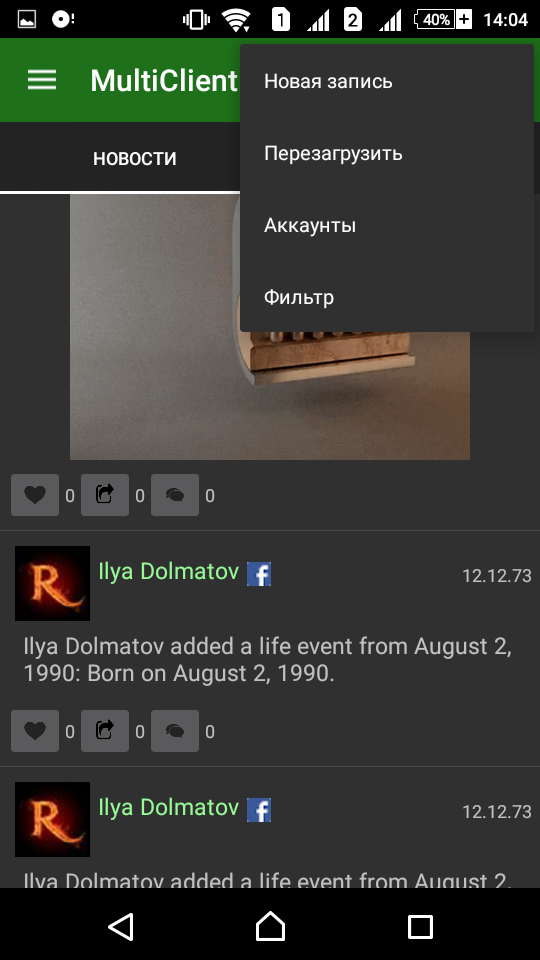 1 2 40% 14:04
MultiClient
Новая запись
Перезагрузить
НОВОСТИ
Аккаунты
Фильтр
0 0 0
Ilya Dolmatov f 12.12.73
Ilya Dolmatov added a life event from August 2,
1990: Born on August 2, 1990.
0 0 0
Ilya Dolmatov f 12.12.73
Ilya Dolmatov added a life event from August 2,